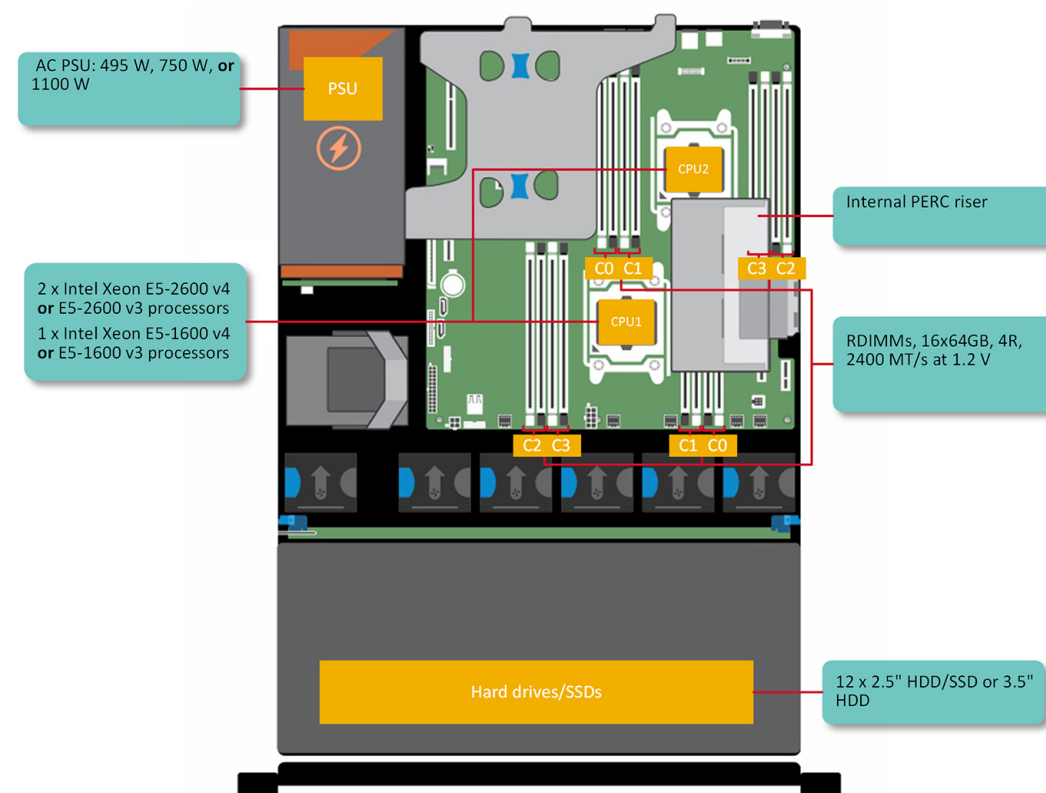 AC PSU: 495 W, 750 W, or
1100 W
PSU
CPU2
Internal PERC riser
C0 C1
C3 C2
2 x Intel Xeon E5-2600 v4
or E5-2600 v3 processors
1 x Intel Xeon E5-1600 v4
or E5-1600 v3 processors
CPU1
RDIMMs, 16x64GB, 4R,
2400 MT/s at 1.2 V
C2 C3
C1 C0
Hard drives/SSDs
12 x 2.5" HDD/SSD or 3.5"
HDD